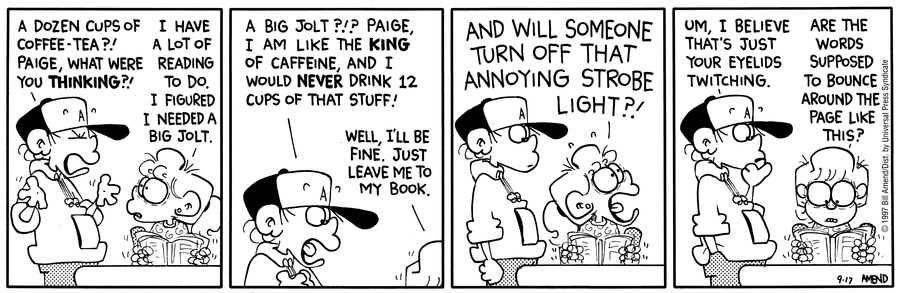 A DOZEN CUPS OF
COFFEE-TEA?!
PAIGE, WHAT WERE
YOU THINKING?!
I HAVE
A LOT OF
READING
TO DO.
I FIGURED
I NEEDED A
BIG JOLT.
A
A BIG JOLT?!? PAIGE,
I AM LIKE THE KING
OF CAFFEINE, AND I
WOULD NEVER DRINK 12
CUPS OF THAT STUFF!
WELL, I'LL BE
FINE. JUST
LEAVE ME TO
MY BOOK.
A
AND WILL SOMEONE
TURN OFF THAT
ANNOYING STROBE
LIGHT?!
A
UM, I BELIEVE
THAT'S JUST
YOUR EYELIDS
TWITCHING.
ARE THE
WORDS
SUPPOSED
TO BOUNCE
AROUND THE
PAGE LIKE
THIS?
A
© 1997 Bill Amend/Dist. by Universal Press Syndicate
9-17 AMEND